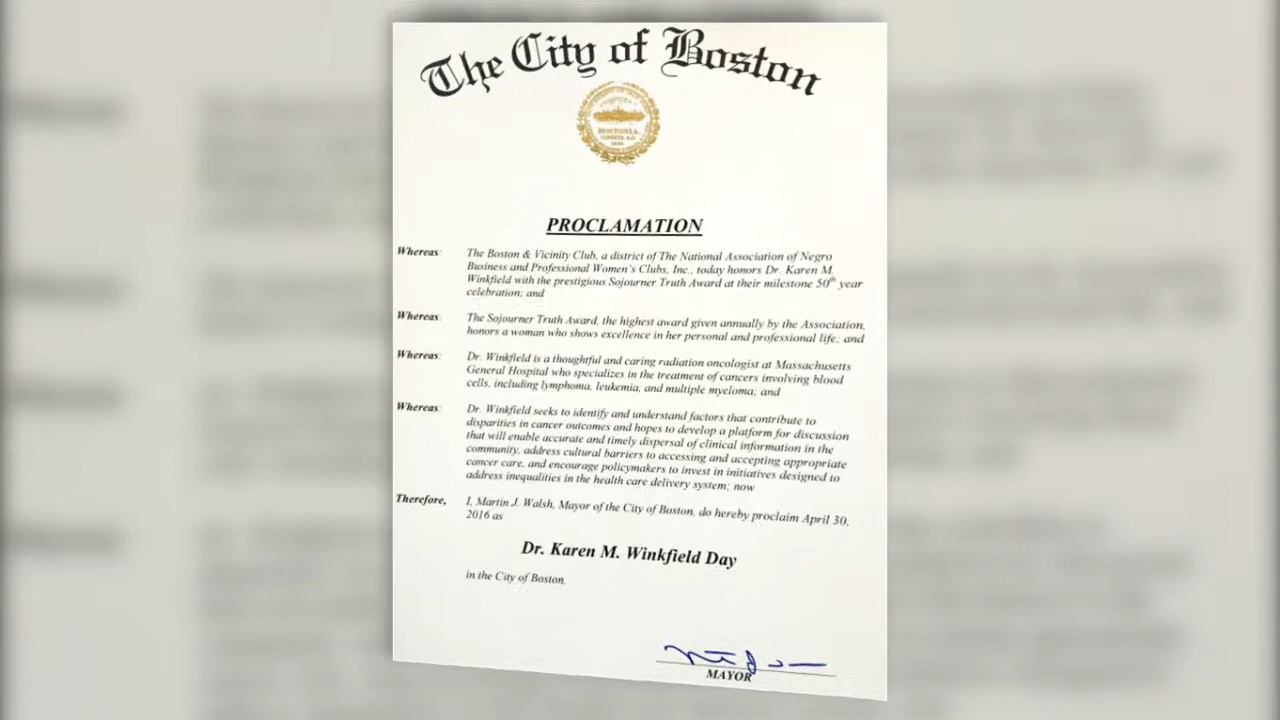 The City of Boston
BOSTONIA
CONDITA A.D.
PROCLAMATION
Whereas: The Boston & Vicinity Club, a district of The National Association of Negro
Business and Professional Women's Clubs, Inc., today honors Dr. Karen M.
Winkfield with the prestigious Sojourner Truth Award at their milestone 50th year
celebration; and
Whereas: The Sojourner Truth Award, the highest award given annually by the Association,
honors a woman who shows excellence in her personal and professional life; and
Whereas: Dr. Winkfield is a thoughtful and caring radiation oncologist at Massachusetts
General Hospital who specializes in the treatment of cancers involving blood
cells, including lymphoma, leukemia, and multiple myeloma; and
Whereas: Dr. Winkfield seeks to identify and understand factors that contribute to
disparities in cancer outcomes and hopes to develop a platform for discussion
that will enable accurate and timely dispersal of clinical information in the
community, address cultural barriers to accessing and accepting appropriate
cancer care, and encourage policymakers to invest in initiatives designed to
address inequalities in the health care delivery system; now
Therefore, I, Martin J. Walsh, Mayor of the City of Boston, do hereby proclaim April 30,
2016 as
Dr. Karen M. Winkfield Day
in the City of Boston.
MAYOR